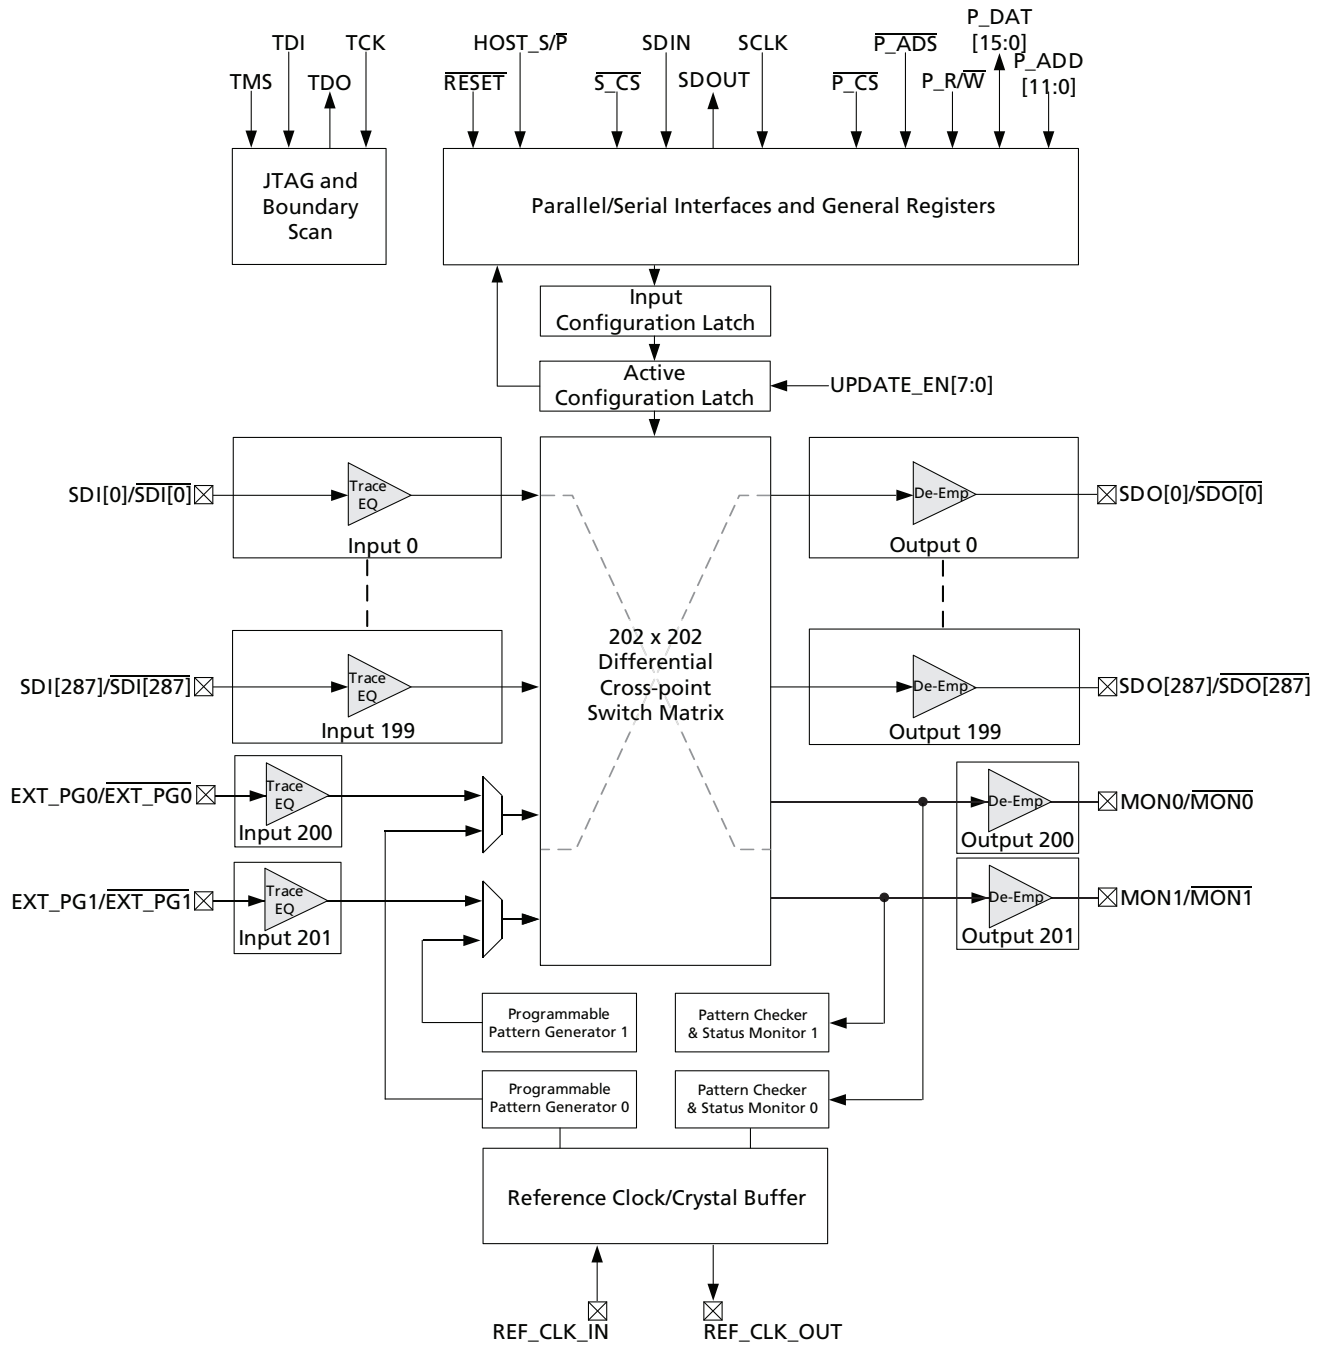 TMS
TDI
TDO
TCK
RESET
HOST_S/P
S_CS
SDIN
SDOUT
SCLK
P_CS
P_ADS
P_R/W
P_DAT
[15:0]
P_ADD
[11:0]
JTAG and
Boundary
Scan
Parallel/Serial Interfaces and General Registers
Input
Configuration Latch
Active
Configuration Latch
UPDATE_EN[7:0]
SDI[0]/SDI[0]
Trace
EQ
Input 0
De-Emp
Output 0
SDO[0]/SDO[0]
202 x 202
Differential
Cross-point
Switch Matrix
SDI[287]/SDI[287]
Trace
EQ
Input 199
De-Emp
Output 199
SDO[287]/SDO[287]
EXT_PG0/EXT_PG0
Trace
EQ
Input 200
De-Emp
Output 200
MON0/MON0
EXT_PG1/EXT_PG1
Trace
EQ
Input 201
De-Emp
Output 201
MON1/MON1
Programmable
Pattern Generator 1
Pattern Checker
& Status Monitor 1
Programmable
Pattern Generator 0
Pattern Checker
& Status Monitor 0
Reference Clock/Crystal Buffer
REF_CLK_IN
REF_CLK_OUT